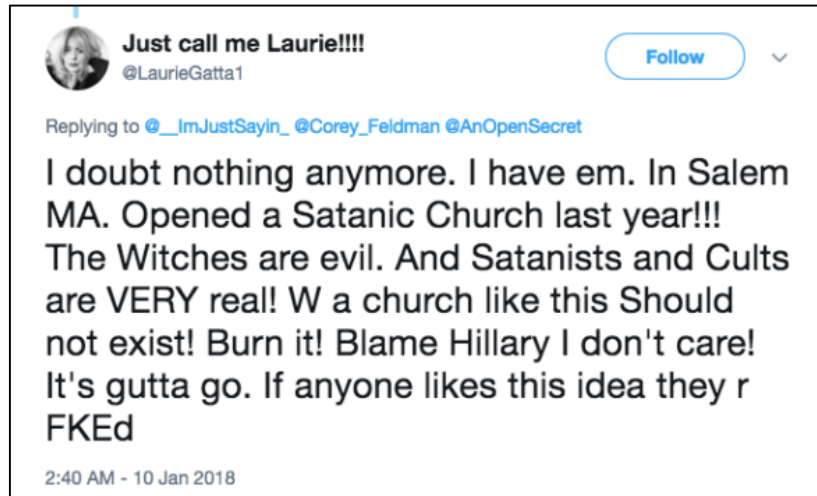 Just call me Laurie!!!!
@LaurieGatta1
Follow
Replying to @__ImJustSayin_ @Corey_Feldman @AnOpenSecret
I doubt nothing anymore. I have em. In Salem
MA. Opened a Satanic Church last year!!!
The Witches are evil. And Satanists and Cults
are VERY real! W a church like this Should
not exist! Burn it! Blame Hillary I don't care!
It's gutta go. If anyone likes this idea they r
FKEd
2:40 AM - 10 Jan 2018